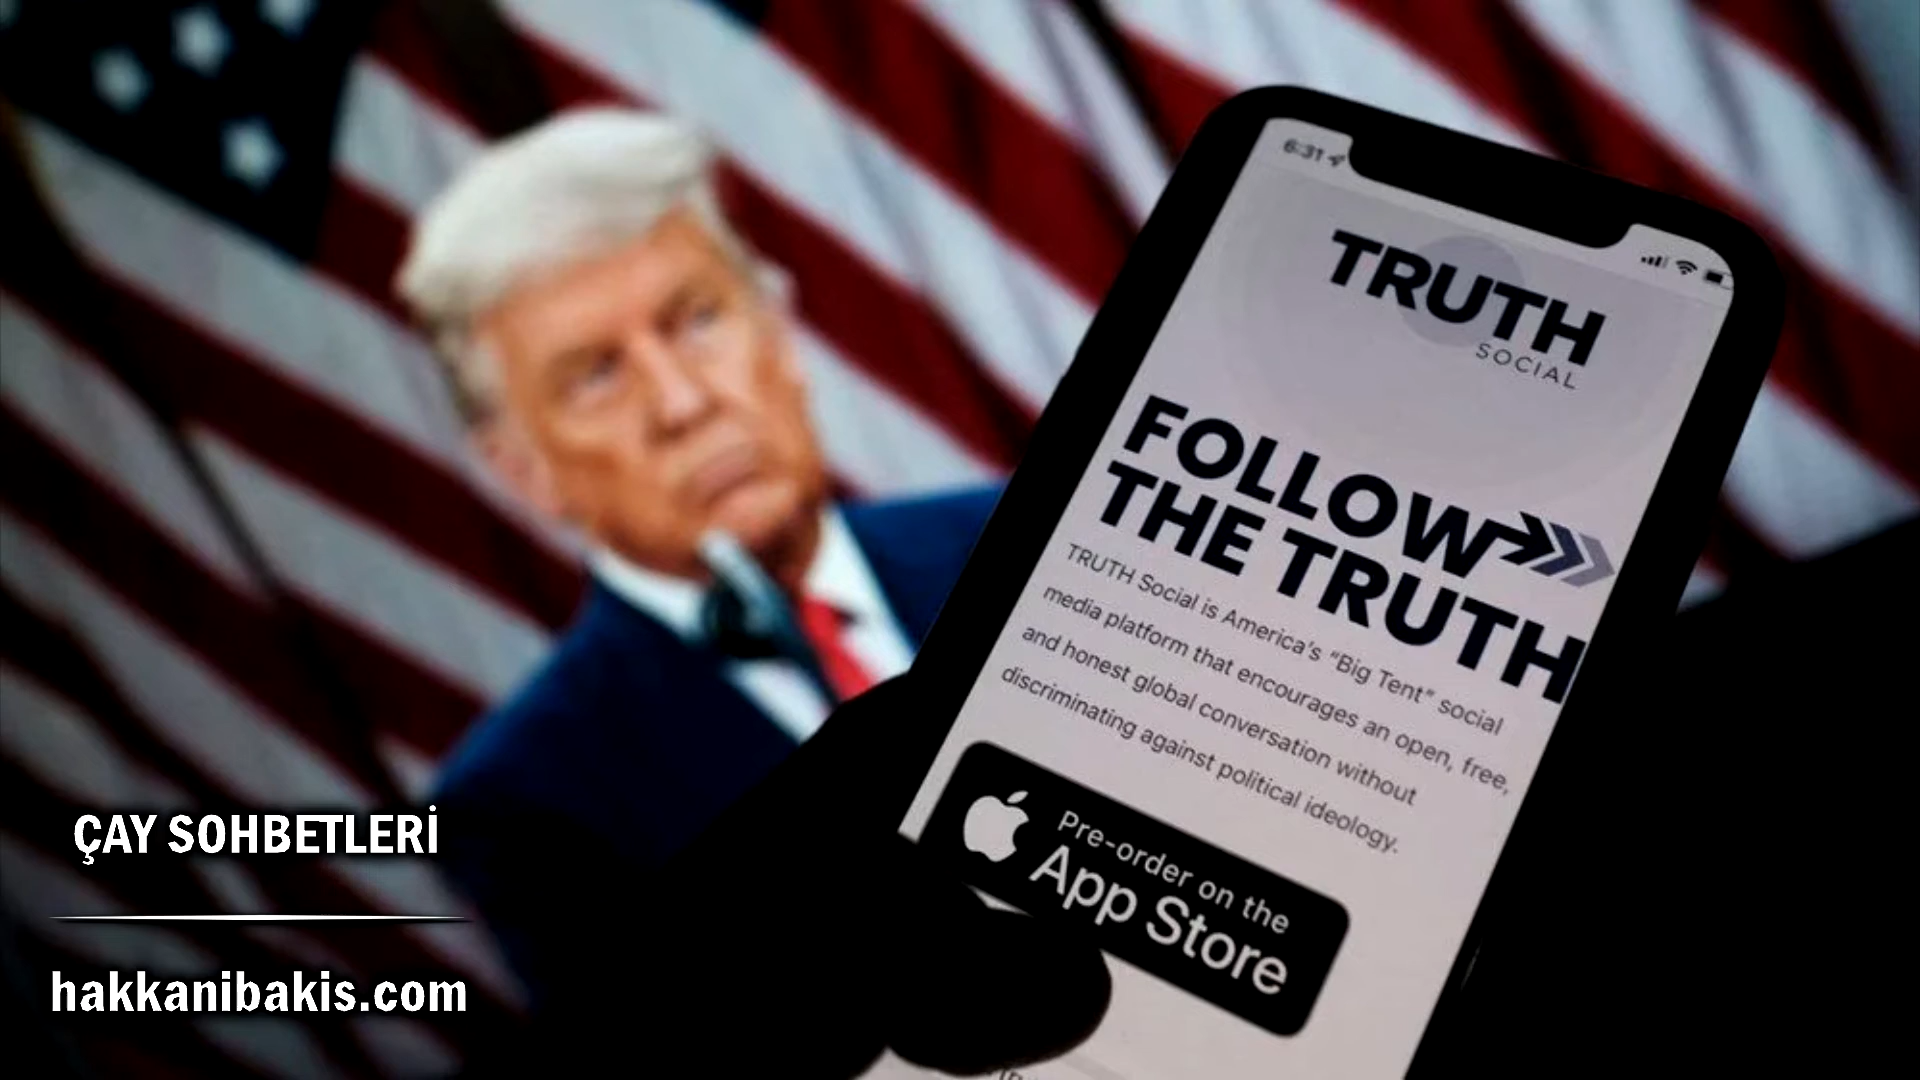 6:31
TRUTH
SOCIAL
FOLLOW
THE TRUTH
TRUTH Social is America's "Big Tent" social
media platform that encourages an open, free,
and honest global conversation without
discriminating against political ideology.
Pre-order on the
App Store
ÇAY SOHBETLERİ
hakkanibakis.com